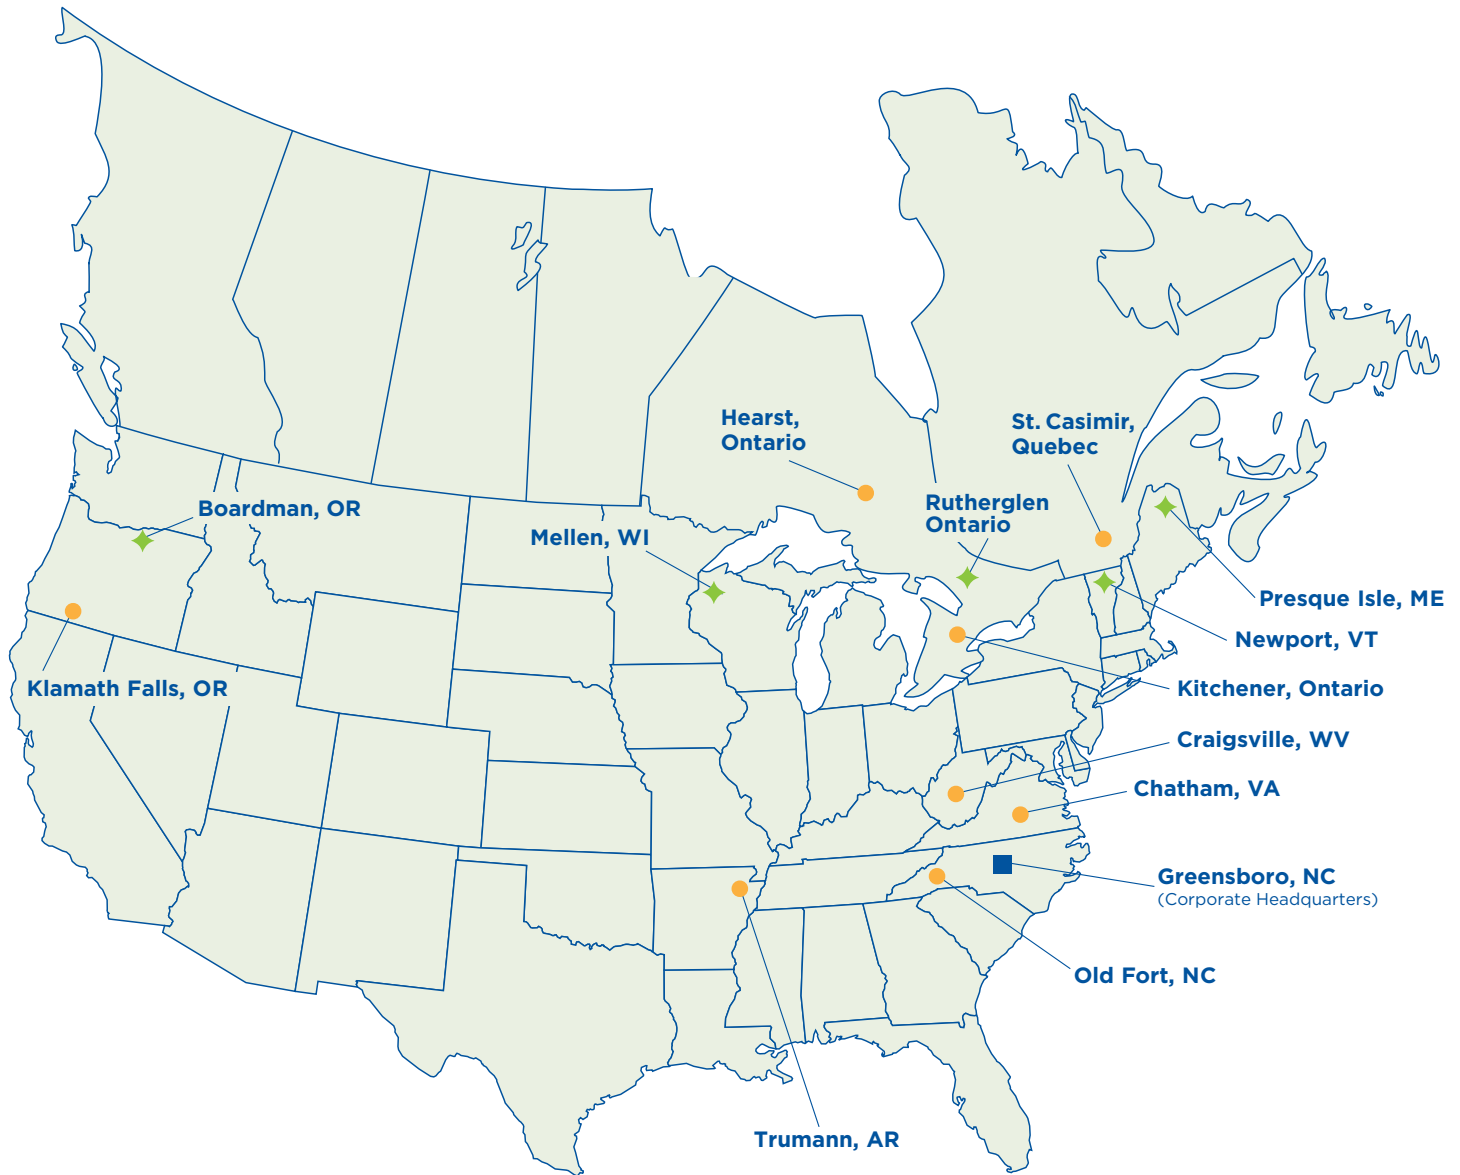 Hearst,
Ontario
St. Casimir,
Quebec
Rutherglen
Ontario
Boardman, OR
Mellen, WI
Presque Isle, ME
Newport, VT
Klamath Falls, OR
Kitchener, Ontario
Craigsville, WV
Chatham, VA
Greensboro, NC
(Corporate Headquarters)
Old Fort, NC
Trumann, AR